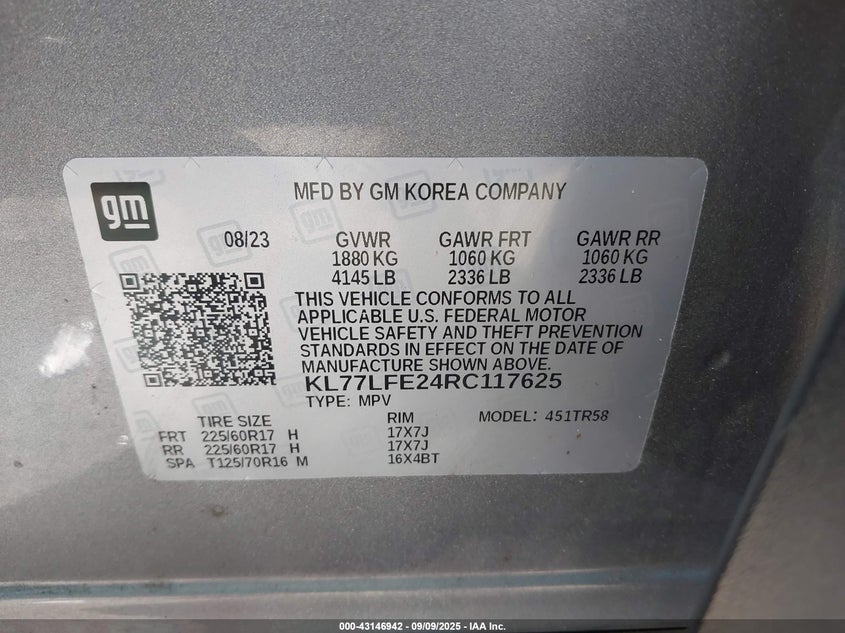 gm
MFD BY GM KOREA COMPANY
08/23 GVWR GAWR FRT GAWR RR
1880 KG 1060 KG 1060 KG
4145 LB 2336 LB 2336 LB
THIS VEHICLE CONFORMS TO ALL
APPLICABLE U.S. FEDERAL MOTOR
VEHICLE SAFETY AND THEFT PREVENTION
STANDARDS IN EFFECT ON THE DATE OF
MANUFACTURE SHOWN ABOVE.
KL77LFE24RC117625
TYPE: MPV
TIRE SIZE RIM MODEL: 451TR58
FRT 225/60R17 H 17X7J
RR 225/60R17 H 17X7J
SPA T125/70R16 M 16X4BT
000-43146942 - 09/09/2025 - IAA Inc.